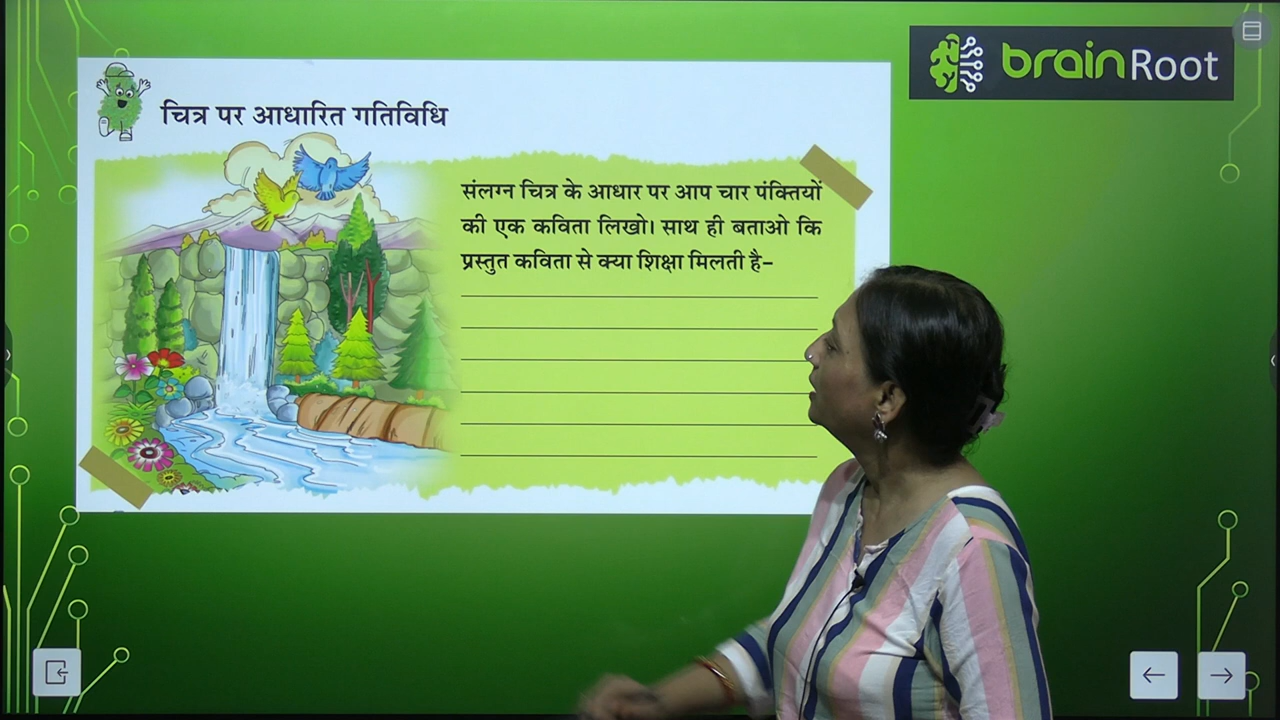 brainRoot
चित्र पर आधारित गतिविधि
संलग्न चित्र के आधार पर आप चार पंक्तियों
की एक कविता लिखो। साथ ही बताओ कि
प्रस्तुत कविता से क्या शिक्षा मिलती है–